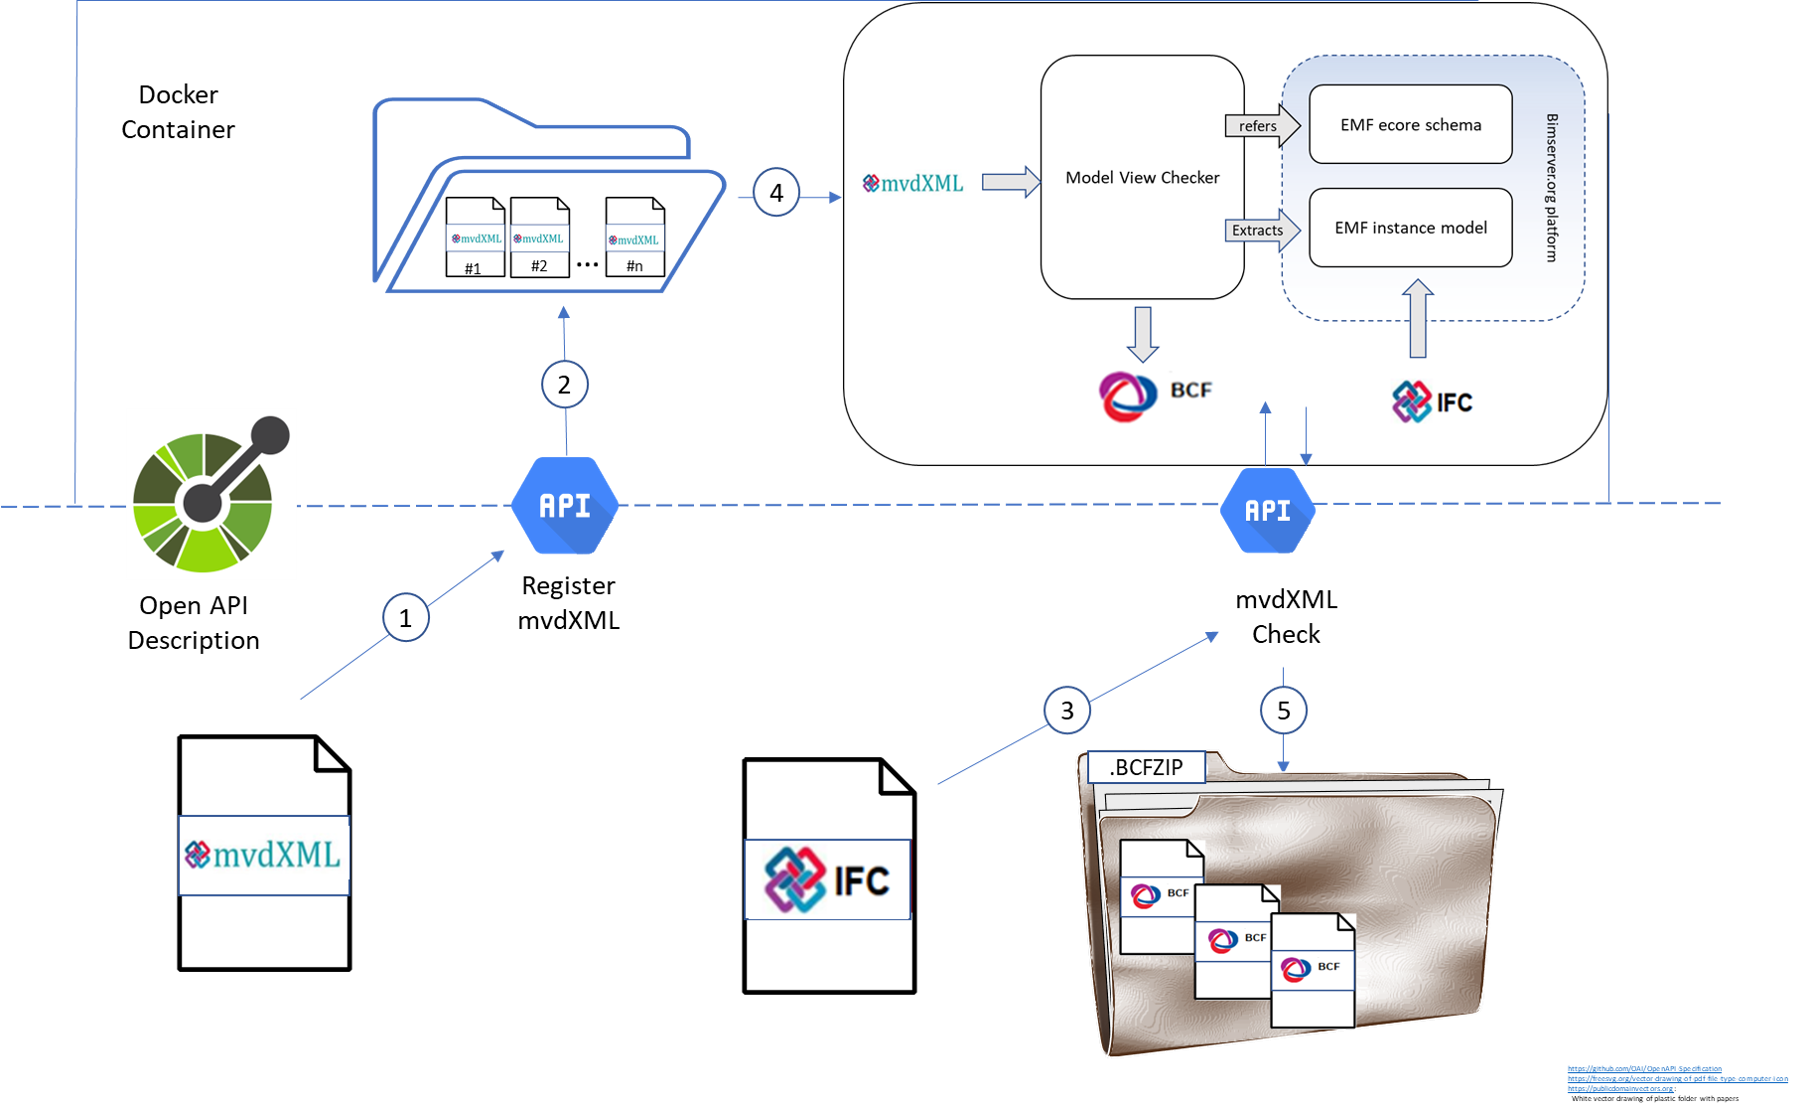 Docker
Container
mvdXML
#1
mvdXML
#2
...
mvdXML
#n
4
mvdXML
Model View Checker
refers
Extracts
EMF ecore schema
EMF instance model
Bimserver.org platform
BCF
IFC
2
API
API
Open API
Description
Register
mvdXML
1
mvdXML
Check
3
5
mvdXML
IFC
.BCFZIP
BCF
BCF
BCF
https://github.com/OAI/OpenAPI Specification
https://freesvg.org/vector drawing of pdf file type computer icon
https://publicdomainvectors.org:
White vector drawing of plastic folder with papers